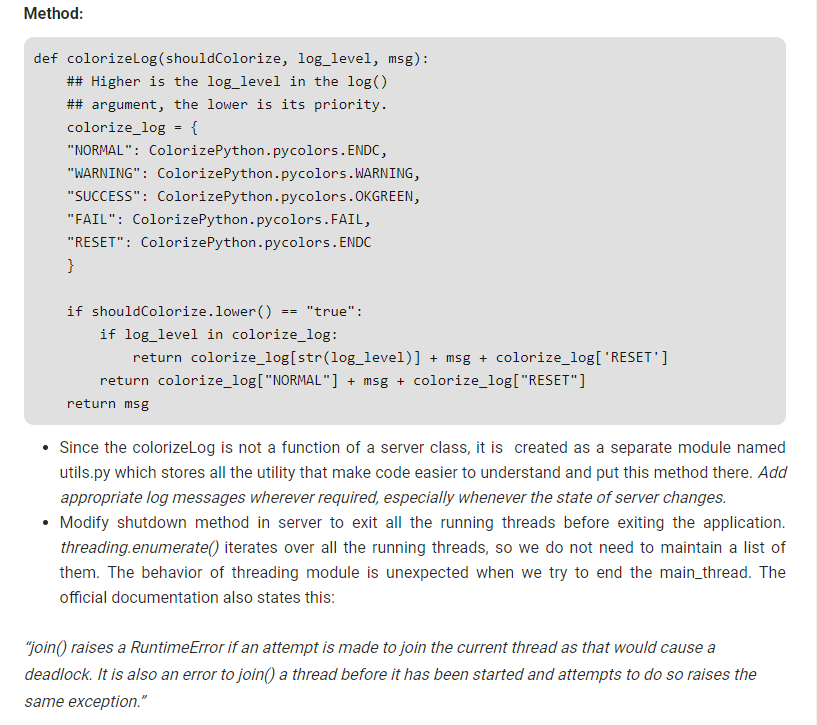 Method:
def colorizeLog(shouldColorize, log_level, msg):
    ## Higher is the log_level in the log()
    ## argument, the lower is its priority.
    colorize_log = {
    "NORMAL": ColorizePython.pycolors.ENDC,
    "WARNING": ColorizePython.pycolors.WARNING,
    "SUCCESS": ColorizePython.pycolors.OKGREEN,
    "FAIL": ColorizePython.pycolors.FAIL,
    "RESET": ColorizePython.pycolors.ENDC
    }
    if shouldColorize.lower() == "true":
        if log_level in colorize_log:
            return colorize_log[str(log_level)] + msg + colorize_log['RESET']
        return colorize_log["NORMAL"] + msg + colorize_log["RESET"]
    return msg
• Since the colorizeLog is not a function of a server class, it is created as a separate module named
utils.py which stores all the utility that make code easier to understand and put this method there. Add
appropriate log messages wherever required, especially whenever the state of server changes.
• Modify shutdown method in server to exit all the running threads before exiting the application.
threading.enumerate() iterates over all the running threads, so we do not need to maintain a list of
them. The behavior of threading module is unexpected when we try to end the main_thread. The
official documentation also states this:
“join() raises a RuntimeError if an attempt is made to join the current thread as that would cause a
deadlock. It is also an error to join() a thread before it has been started and attempts to do so raises the
same exception.”